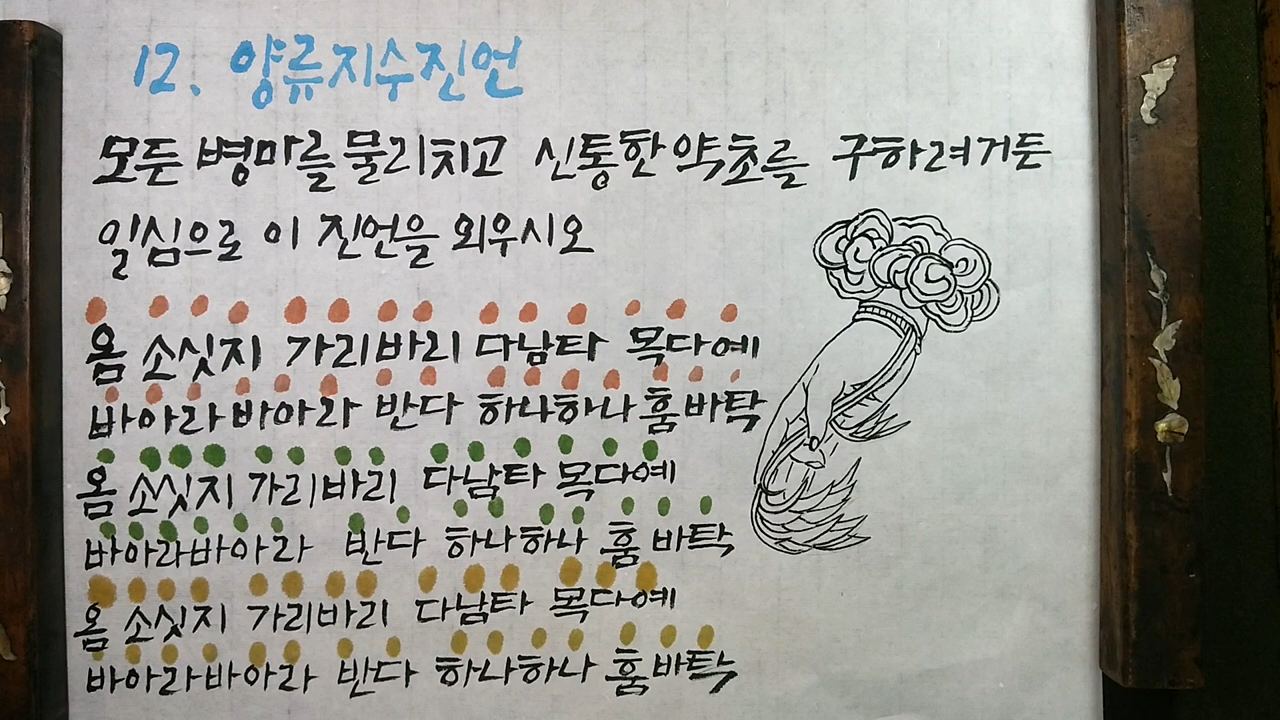 12. 양류지수진언
모든 병마를 물리치고 신통한 약초를 구하려거든
일심으로 이 진언을 외우시오
옴 소싯지 가리바리 다남타 목다예
바아라바아라 반다 하나하나 훔바탁
옴 소싯지 가리바리 다남타 목다예
바아라바아라 반다 하나하나 훔바탁
옴 소싯지 가리바리 다남타 목다예
바아라바아라 반다 하나하나 훔바탁